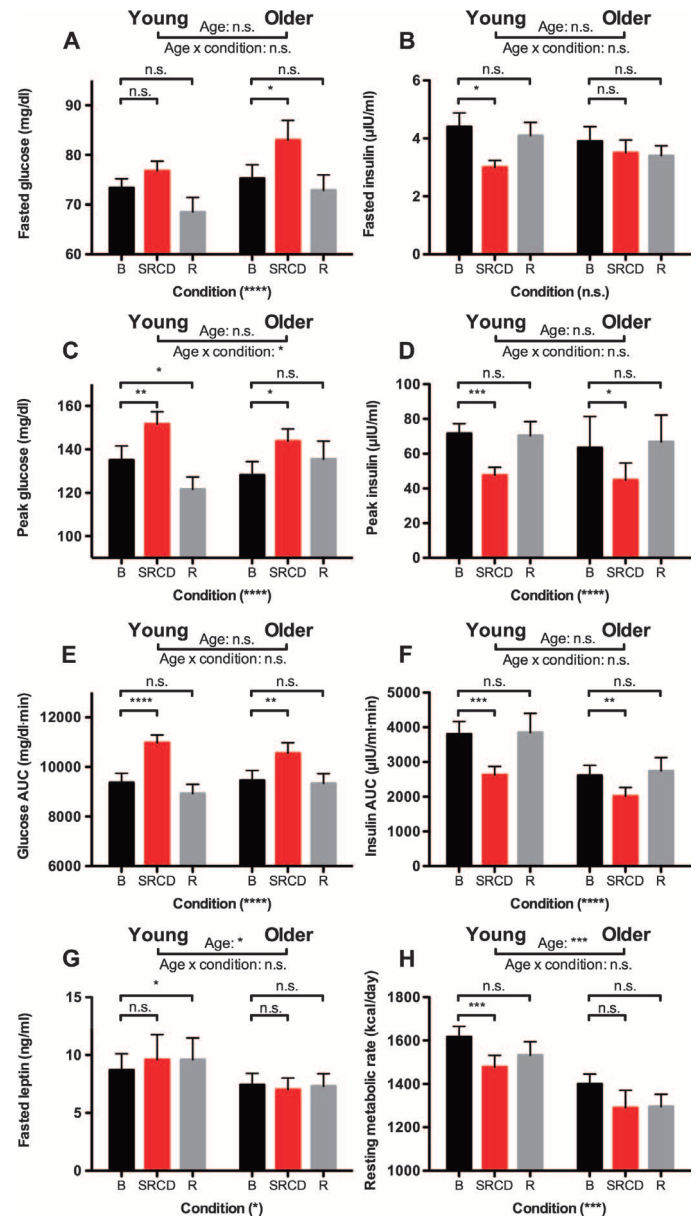 Young Older
A
Age: n.s.
Age x condition: n.s.
n.s. n.s.
n.s. *
Fasted glucose (mg/dl)
90
80
70
60
B SRCD R B SRCD R
Condition (****)
Young Older
B
Age: n.s.
Age x condition: n.s.
n.s. n.s.
* n.s.
Fasted insulin (µIU/ml)
6
4
2
0
B SRCD R B SRCD R
Condition (n.s.)
Young Older
C
Age: n.s.
Age x condition: *
* n.s.
** *
Peak glucose (mg/dl)
160
140
120
100
B SRCD R B SRCD R
Condition (****)
Young Older
D
Age: n.s.
Age x condition: n.s.
n.s. n.s.
*** *
Peak insulin (µIU/ml)
100
80
60
40
20
0
B SRCD R B SRCD R
Condition (****)
Young Older
E
Age: n.s.
Age x condition: n.s.
n.s. n.s.
**** **
Glucose AUC (mg/dl·min)
12000
10000
8000
6000
B SRCD R B SRCD R
Condition (****)
Young Older
F
Age: n.s.
Age x condition: n.s.
n.s. n.s.
*** **
Insulin AUC (µIU/ml·min)
5000
4000
3000
2000
1000
0
B SRCD R B SRCD R
Condition (****)
Young Older
G
Age: *
Age x condition: n.s.
* n.s.
n.s. n.s.
Fasted leptin (ng/ml)
15
10
5
0
B SRCD R B SRCD R
Condition (*)
Young Older
H
Age: ***
Age x condition: n.s.
n.s. n.s.
*** n.s.
Resting metabolic rate (kcal/day)
1800
1600
1400
1200
1000
B SRCD R B SRCD R
Condition (***)